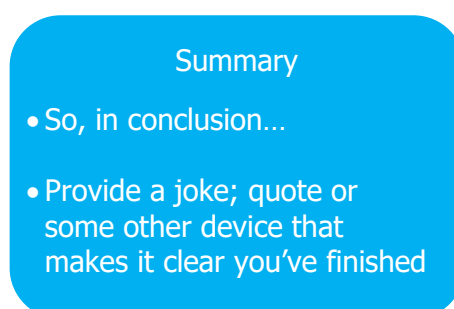 Summary
• So, in conclusion…
• Provide a joke; quote or
some other device that
makes it clear you’ve finished